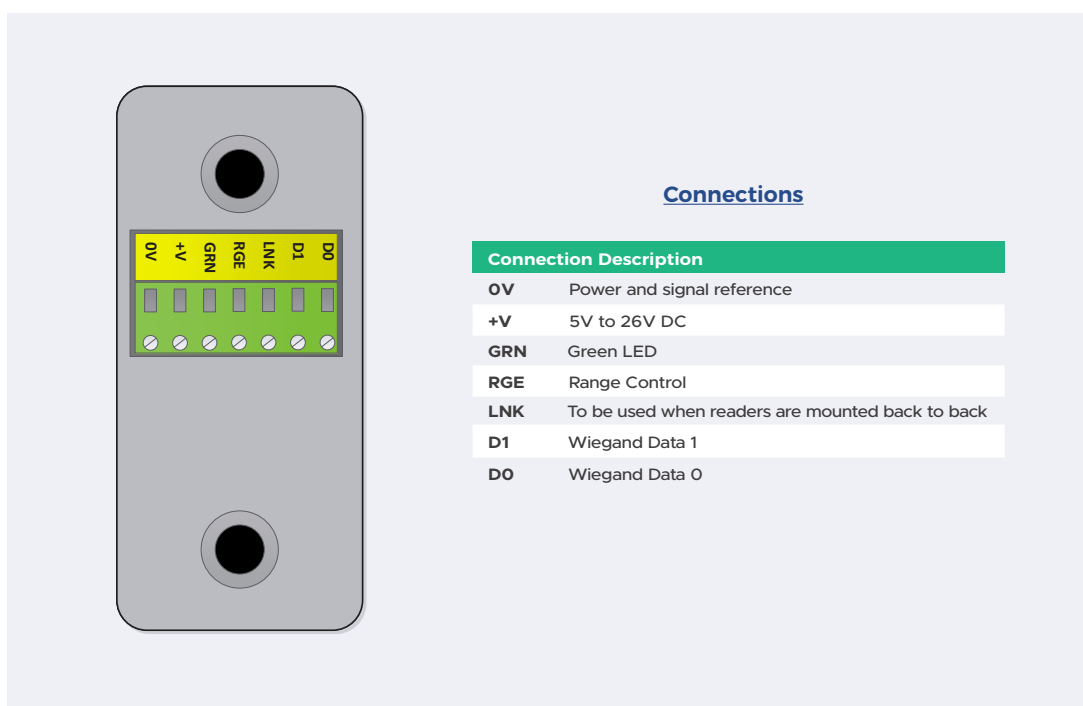 0V
+V
GRN
RGE
LNK
D1
D0
Connections
Connection Description
0V Power and signal reference
+V 5V to 26V DC
GRN Green LED
RGE Range Control
LNK To be used when readers are mounted back to back
D1 Wiegand Data 1
D0 Wiegand Data 0